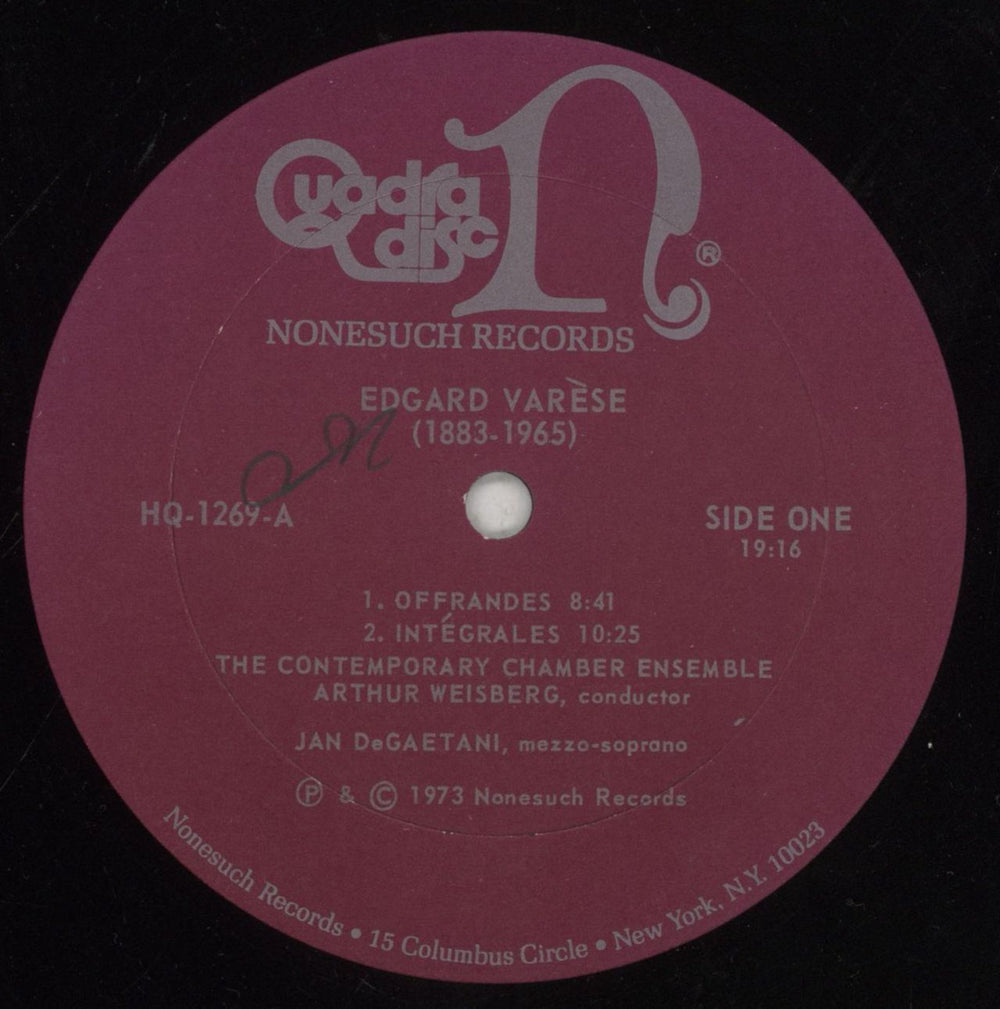 Quadra
disc
n ®
NONESUCH RECORDS
EDGARD VARÈSE
(1883-1965)
HQ-1269-A
SIDE ONE
19:16
1. OFFRANDES 8:41
2. INTÉGRALES 10:25
THE CONTEMPORARY CHAMBER ENSEMBLE
ARTHUR WEISBERG, conductor
JAN DeGAETANI, mezzo-soprano
Ⓟ & © 1973 Nonesuch Records
Nonesuch Records • 15 Columbus Circle • New York, N.Y. 10023